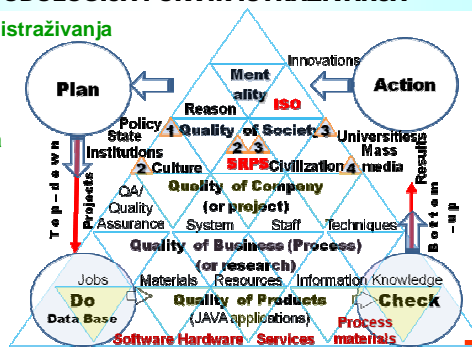 istraživanja
Plan
Innovations
Ment
ality
Action
Reason
ISO
Policy
State
Institutions
1
Quality of Society
3
Universities
Mass
media
2
3
2
Culture
SRPS
Civilization
4
Top-down
Projects
Results
Bottom
-up
QA/
Quality
Assurance
Quality of Company
(or project)
System
Staff
Techniques
Quality of Business (Process)
(or research)
Jobs
Materials
Resources
Information
Knowledge
Do
Data Base
Quality of Products
(JAVA applications)
Check
Process
materials
Software Hardware
Services